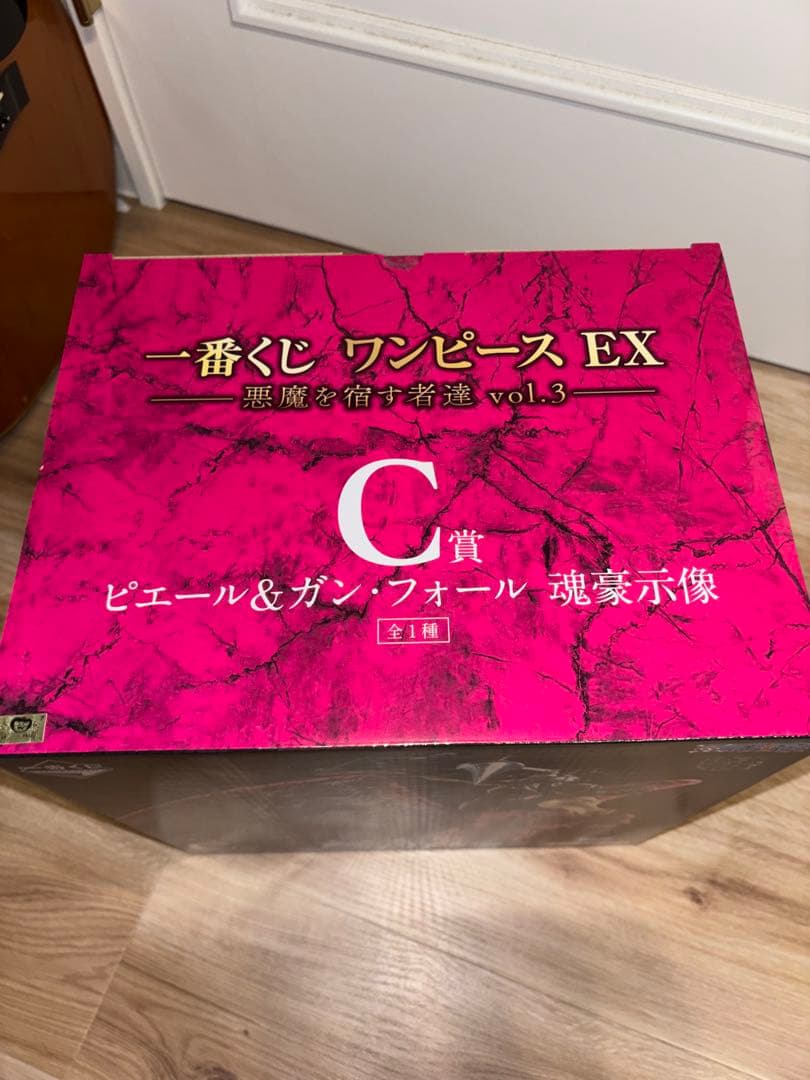 一番くじ ワンピース EX
悪魔を宿す者達 vol.3
C賞
ピエール&ガン・フォール 魂豪示像
全1種